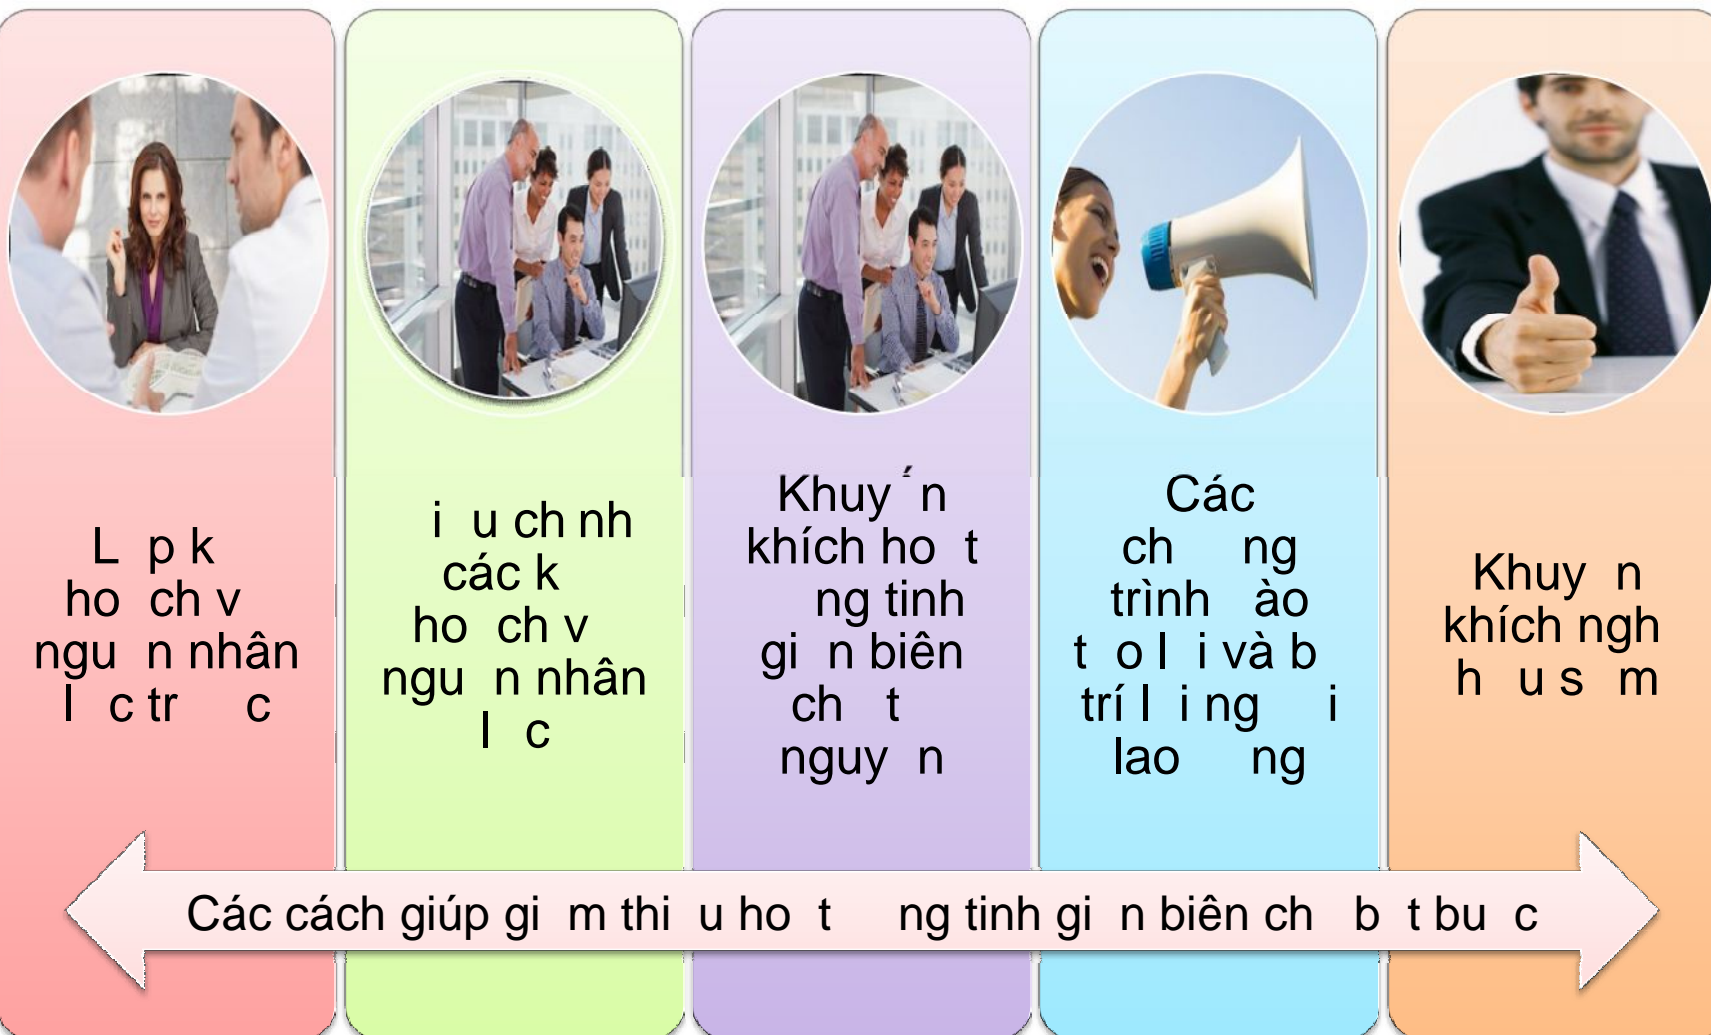 L p k
ho ch v
ngu n nhân
l c tr c
i u ch nh
các k
ho ch v
ngu n nhân
l c
Khuy ́n
khích ho t
ng tinh
gi n biên
ch t
nguy n
Các
ch ng
trình ào
t o l i và b
trí l i ng i
lao ng
Khuy n
khích ngh
h u s m
Các cách giúp gi m thi u ho t ng tinh gi n biên ch b t bu c